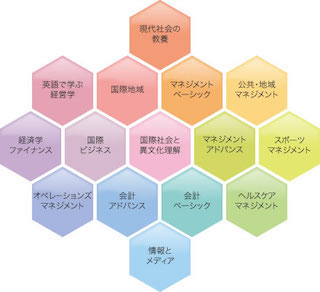 現代社会の
教養
英語で学ぶ
経営学
国際地域
マネジメント
ベーシック
公共・地域
マネジメント
経済学
ファイナンス
国際
ビジネス
国際社会と
異文化理解
マネジメント
アドバンス
スポーツ
マネジメント
オペレーションズ
マネジメント
会計
アドバンス
会計
ベーシック
ヘルスケア
マネジメント
情報と
メディア